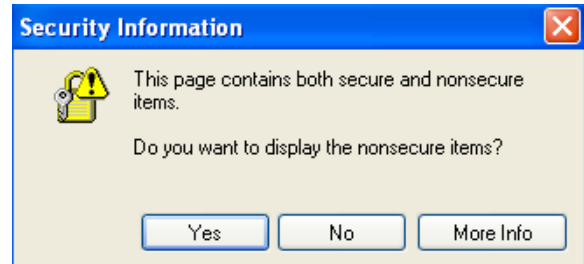 Security Information
This page contains both secure and nonsecure
items.
Do you want to display the nonsecure items?
Yes No More Info